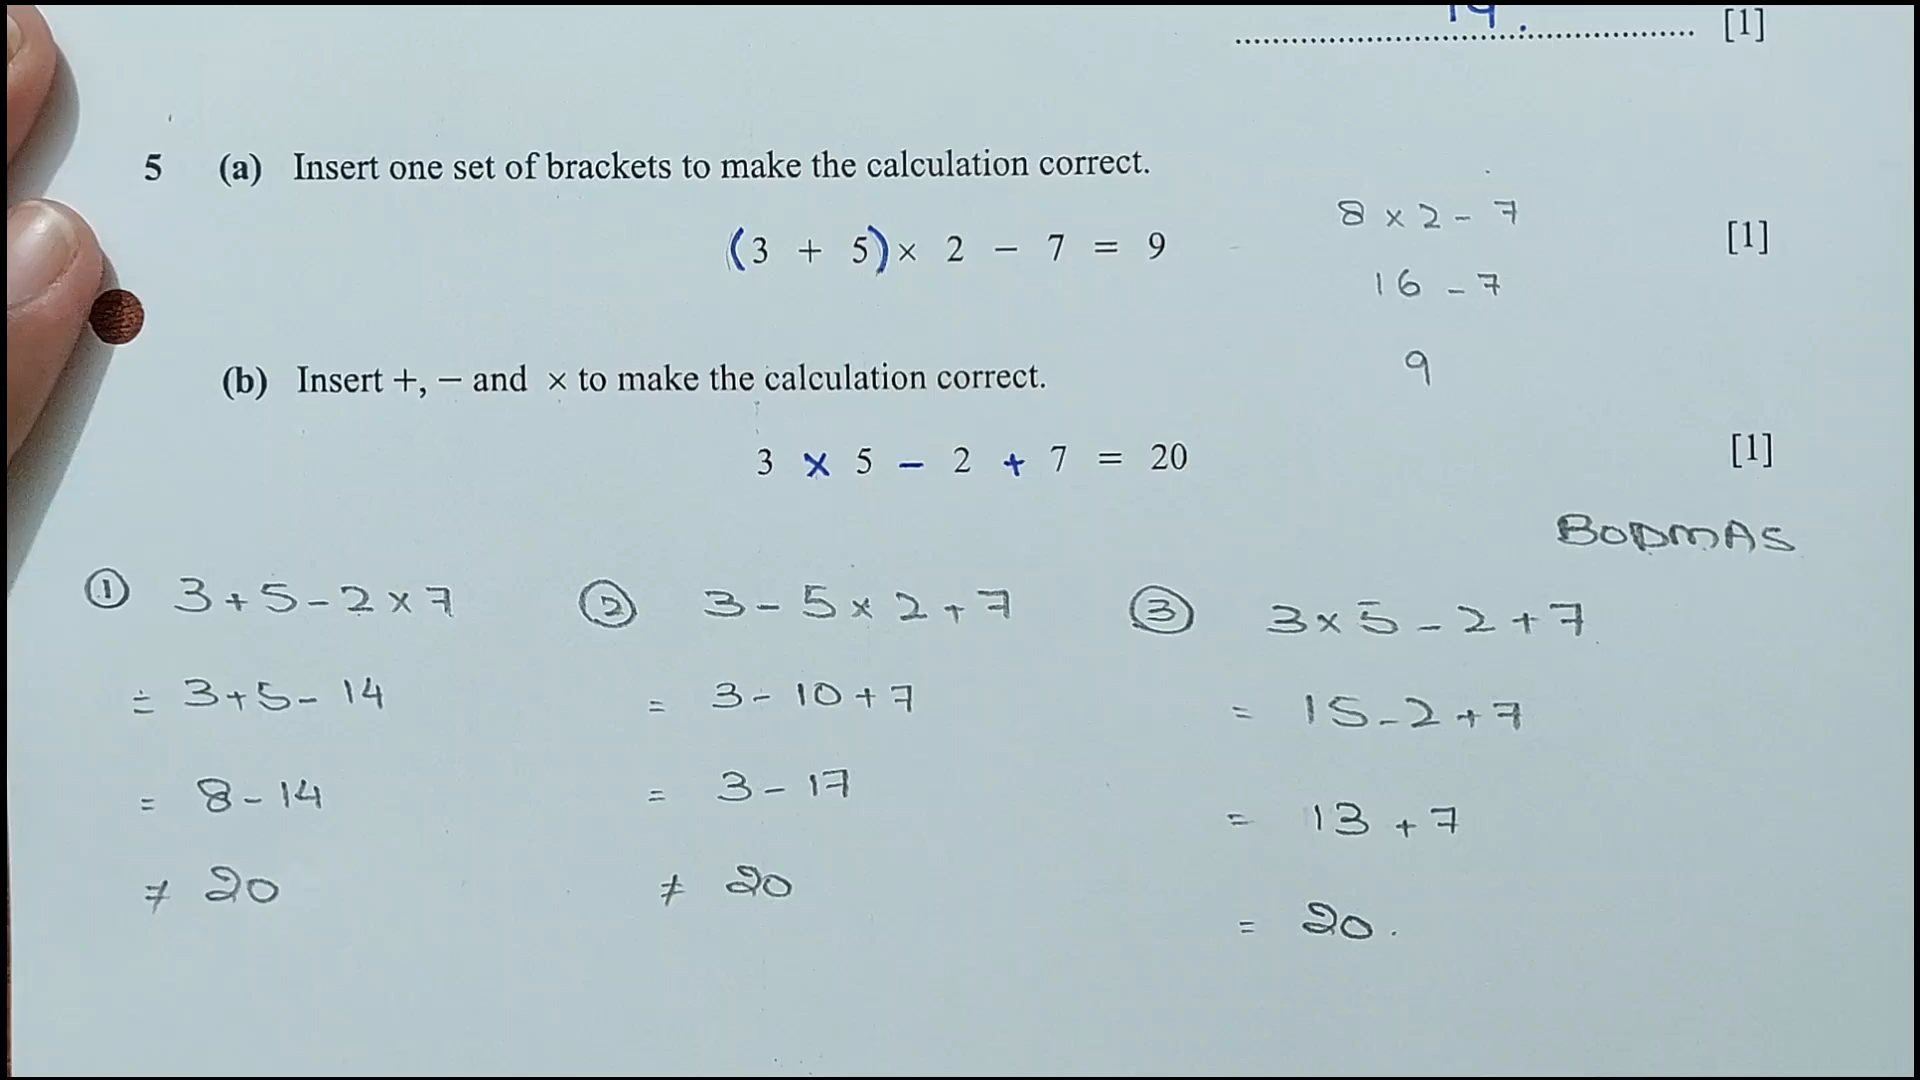 [1]
5 (a) Insert one set of brackets to make the calculation correct.
(3 + 5) × 2 − 7 = 9 [1]
8 × 2 - 7
16 - 7
9
(b) Insert +, − and × to make the calculation correct.
3 × 5 − 2 + 7 = 20 [1]
BODMAS
① 3+5-2×7
= 3+5-14
= 8-14
≠ 20
② 3-5×2+7
= 3-10+7
= 3-17
≠ 20
③ 3×5-2+7
= 15-2+7
= 13+7
= 20.